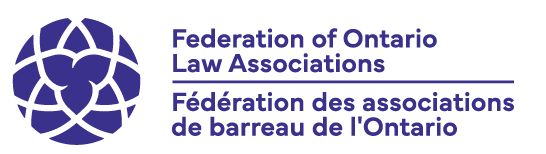 Federation of Ontario
Law Associations
Fédération des associations
de barreau de l'Ontario